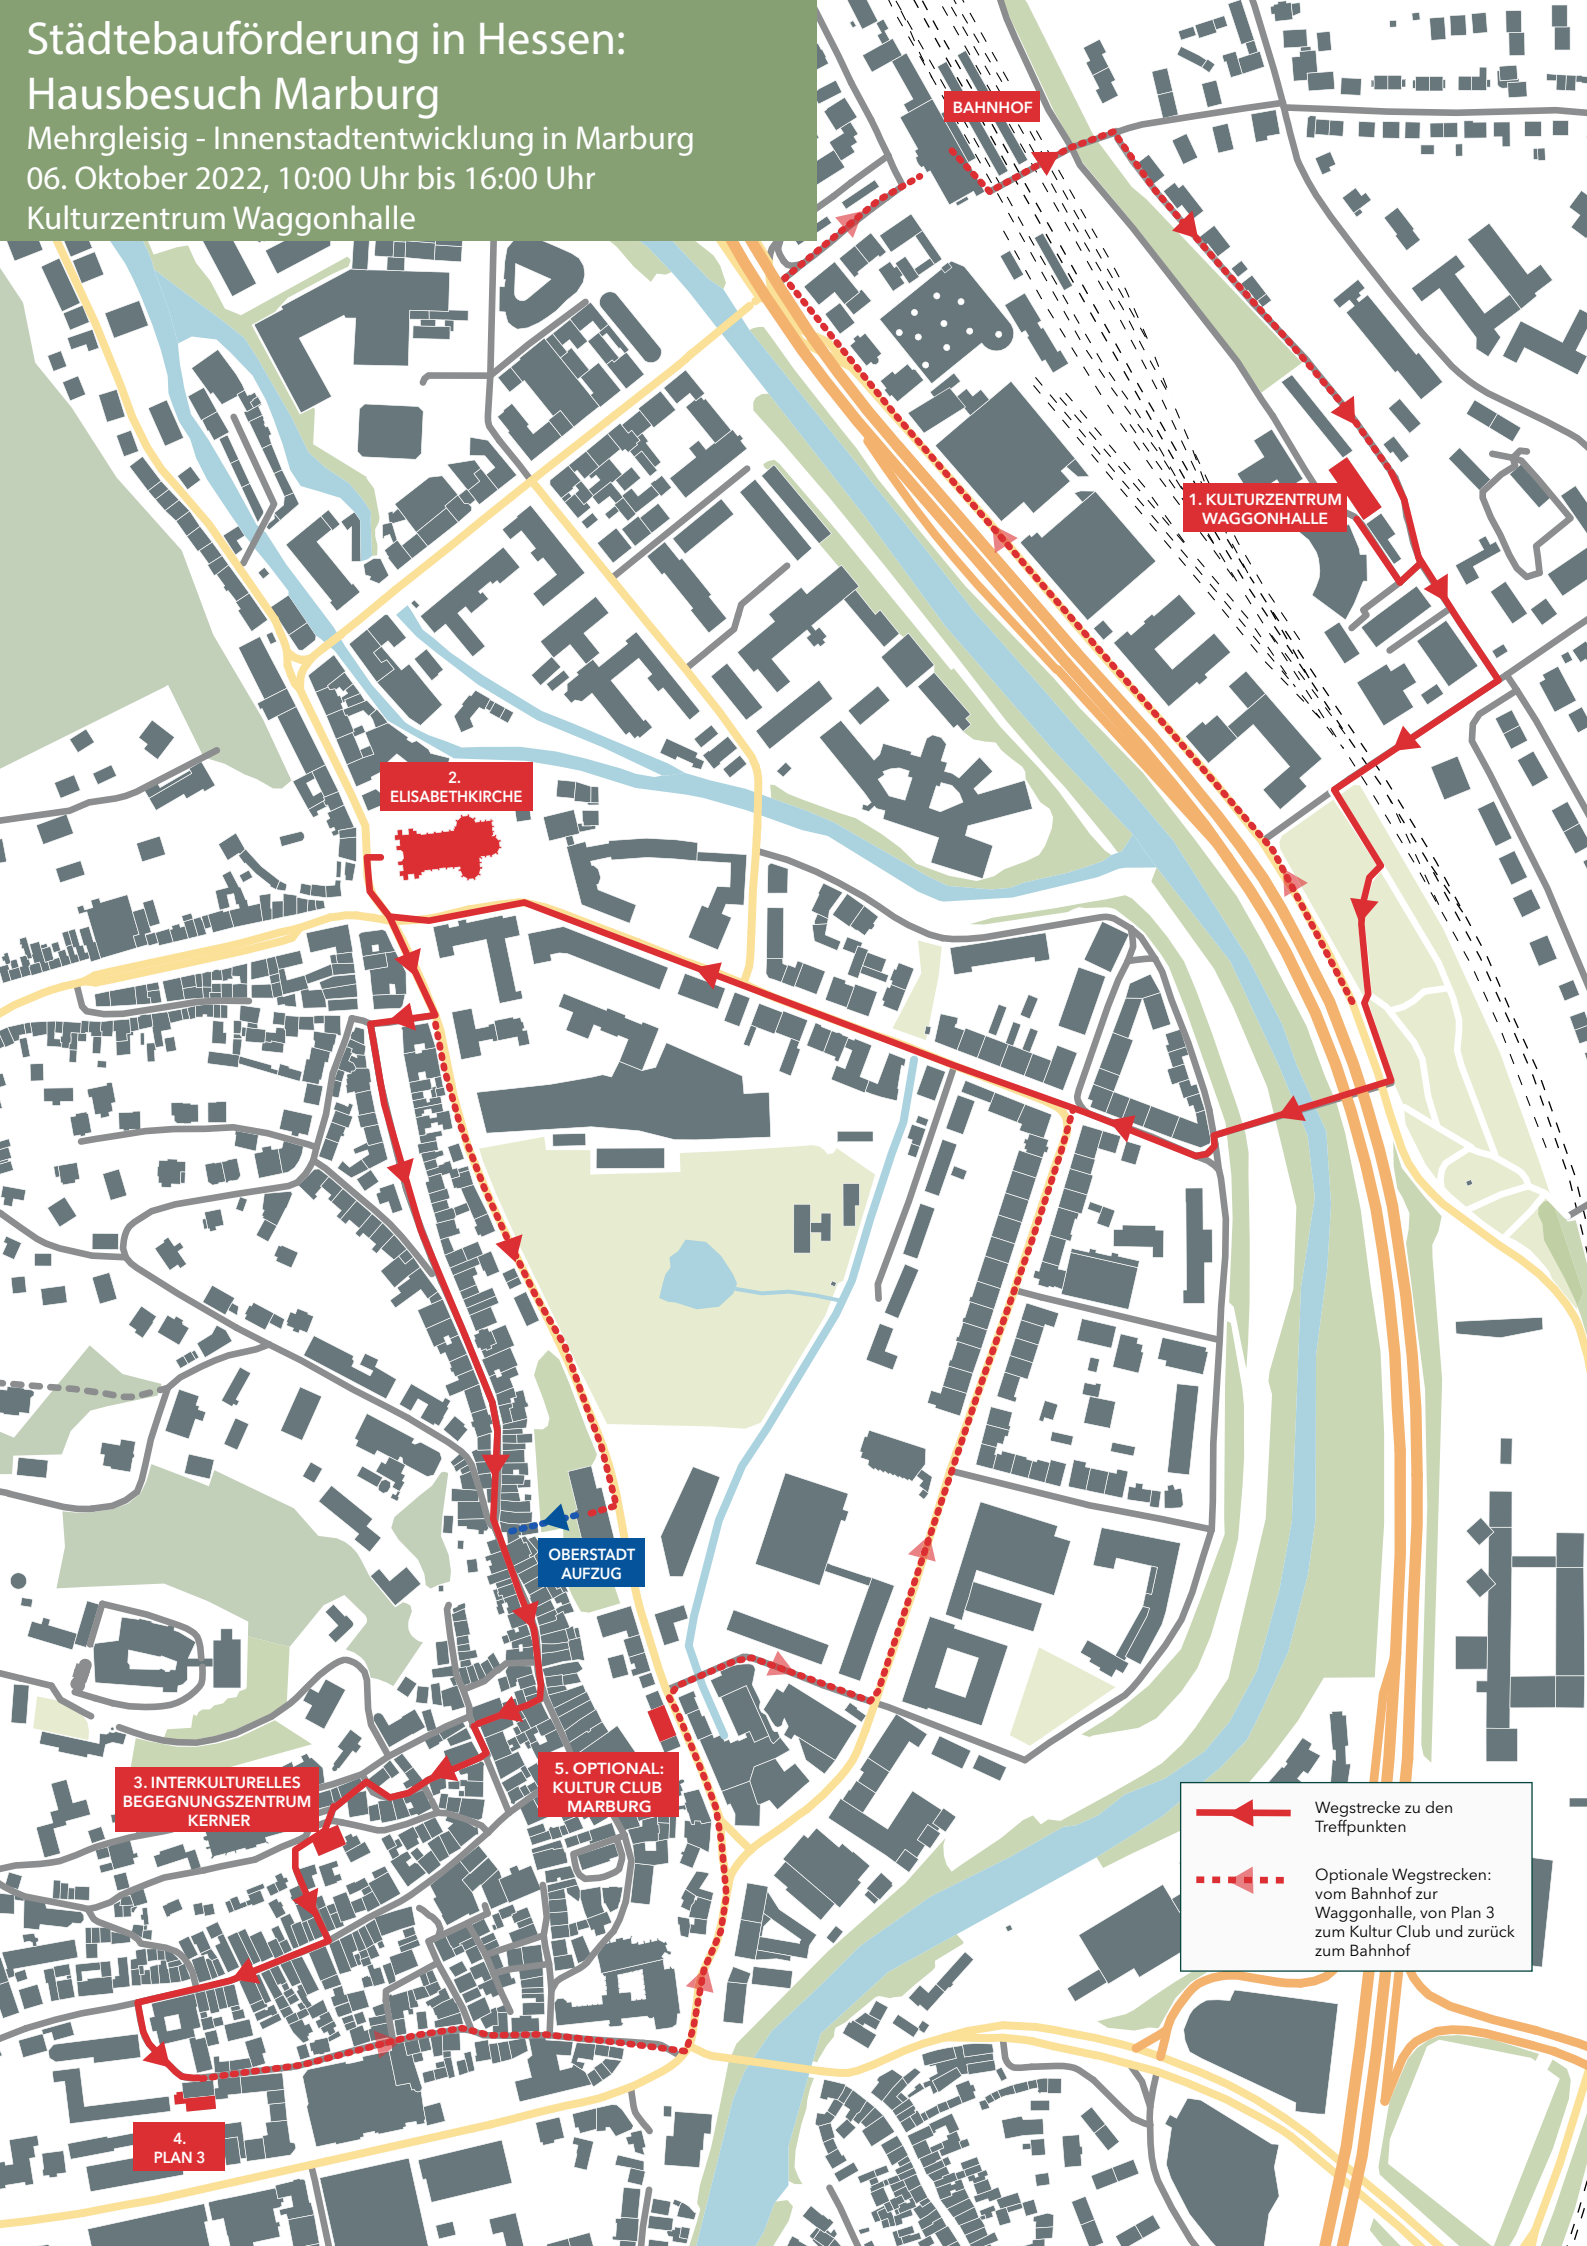 Städtebauförderung in Hessen:
Hausbesuch Marburg
Mehrgleisig - Innenstadtentwicklung in Marburg
06. Oktober 2022, 10:00 Uhr bis 16:00 Uhr
Kulturzentrum Waggonhalle
BAHNHOF
1. KULTURZENTRUM
WAGGONHALLE
2.
ELISABETHKIRCHE
OBERSTADT
AUFZUG
3. INTERKULTURELLES
BEGEGNUNGSZENTRUM
KERNER
5. OPTIONAL:
KULTUR CLUB
MARBURG
4.
PLAN 3
Wegstrecke zu den
Treffpunkten
Optionale Wegstrecken:
vom Bahnhof zur
Waggonhalle, von Plan 3
zum Kultur Club und zurück
zum Bahnhof